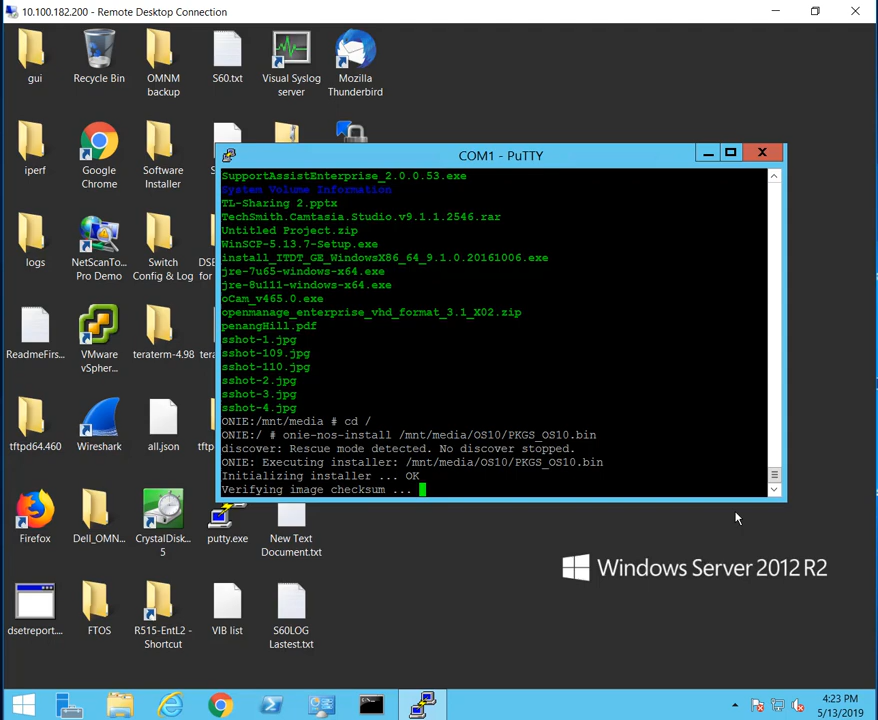 10.100.182.200 - Remote Desktop Connection
gui
Recycle Bin
OMNM
backup
S60.txt
Visual Syslog
server
Mozilla
Thunderbird
iperf
Google
Chrome
Software
Installer
logs
NetScanTo...
Pro Demo
Switch
Config & Log
ReadmeFirs...
VMware
vSpher...
teraterm-4.98
tftpd64.460
Wireshark
all.json
Firefox
Dell_OMN...
CrystalDisk...
5
putty.exe
New Text
Document.txt
dsetreport....
FTOS
R515-EntL2 -
Shortcut
VIB list
S60LOG
Lastest.txt
COM1 - PuTTY
SupportAssistEnterprise_2.0.0.53.exe
System Volume Information
TL-Sharing 2.pptx
TechSmith.Camtasia.Studio.v9.1.1.2546.rar
Untitled Project.zip
WinSCP-5.13.7-Setup.exe
install_ITDT_GE_WindowsX86_64_9.1.0.20161006.exe
jre-7u65-windows-x64.exe
jre-8u111-windows-x64.exe
oCam_v465.0.exe
openmanage_enterprise_vhd_format_3.1_X02.zip
penangHill.pdf
sshot-1.jpg
sshot-109.jpg
sshot-110.jpg
sshot-2.jpg
sshot-3.jpg
sshot-4.jpg
ONIE:/mnt/media # cd /
ONIE:/ # onie-nos-install /mnt/media/OS10/PKGS_OS10.bin
discover: Rescue mode detected. No discover stopped.
ONIE: Executing installer: /mnt/media/OS10/PKGS_OS10.bin
Initializing installer ... OK
Verifying image checksum ...
Windows Server 2012 R2
4:23 PM
5/13/2019